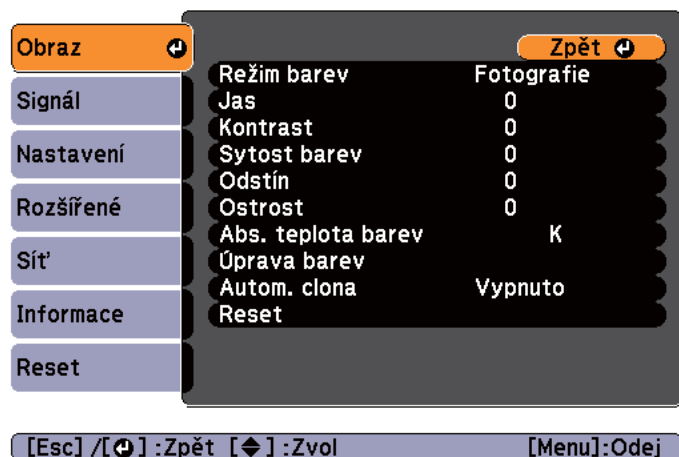 Obraz
Signál
Nastavení
Rozšířené
Síť
Informace
Reset
Zpět
Režim barev Fotografie
Jas 0
Kontrast 0
Sytost barev 0
Odstín 0
Ostrost 0
Abs. teplota barev K
Úprava barev
Autom. clona Vypnuto
Reset
[Esc] /[ ] :Zpět [ ] :Zvol [Menu]:Odej